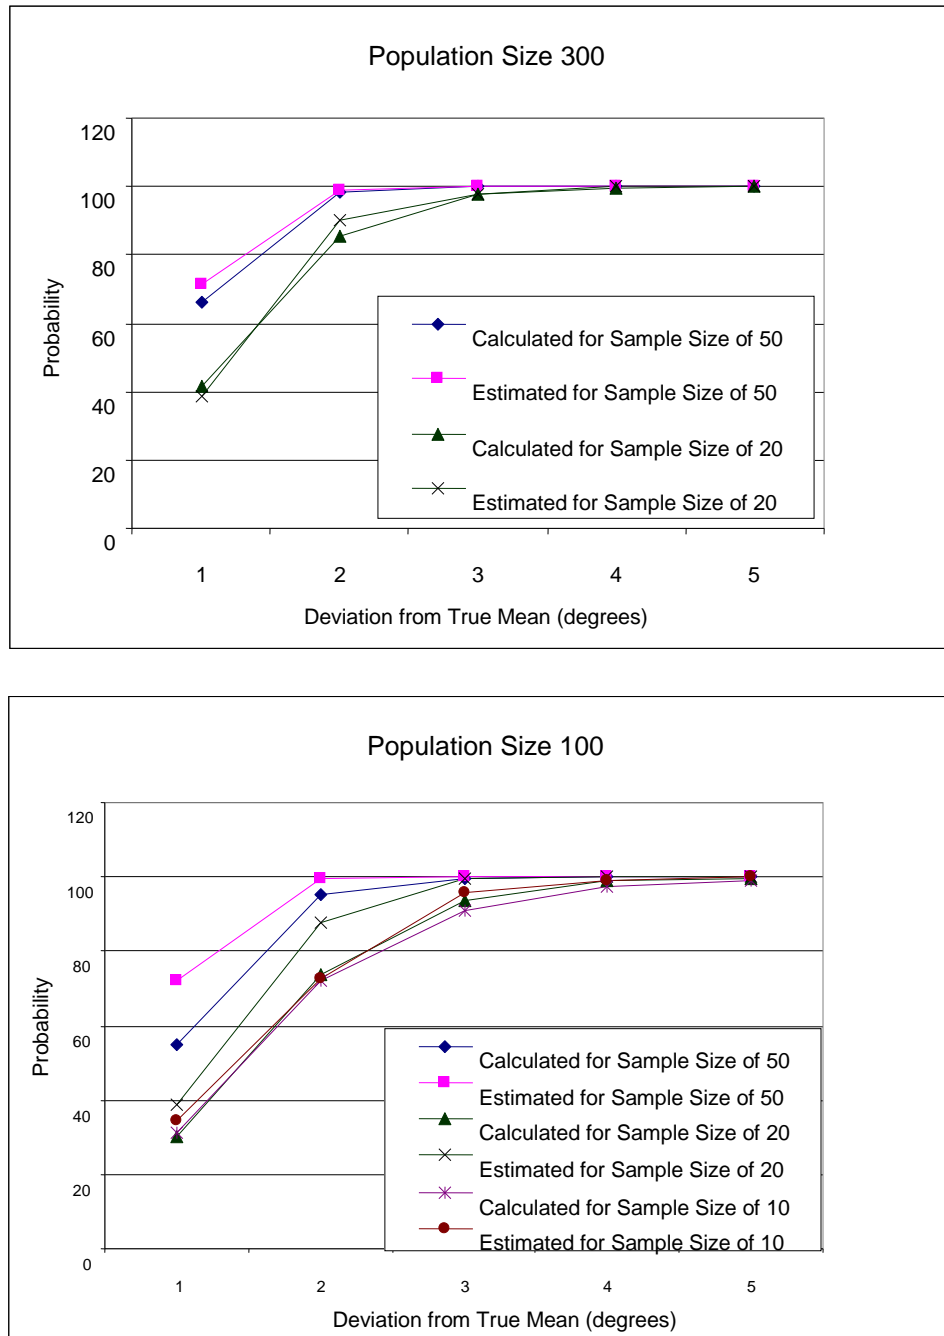 Population Size 300
120
100
80
60
40
20
0
Probability
Calculated for Sample Size of 50
Estimated for Sample Size of 50
Calculated for Sample Size of 20
Estimated for Sample Size of 20
1 2 3 4 5
Deviation from True Mean (degrees)
Population Size 100
120
100
80
60
40
20
0
Probability
Calculated for Sample Size of 50
Estimated for Sample Size of 50
Calculated for Sample Size of 20
Estimated for Sample Size of 20
Calculated for Sample Size of 10
Estimated for Sample Size of 10
1 2 3 4 5
Deviation from True Mean (degrees)